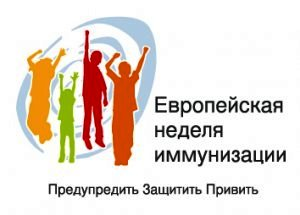 Европейская
неделя
иммунизации
Предупредить Защитить Привить